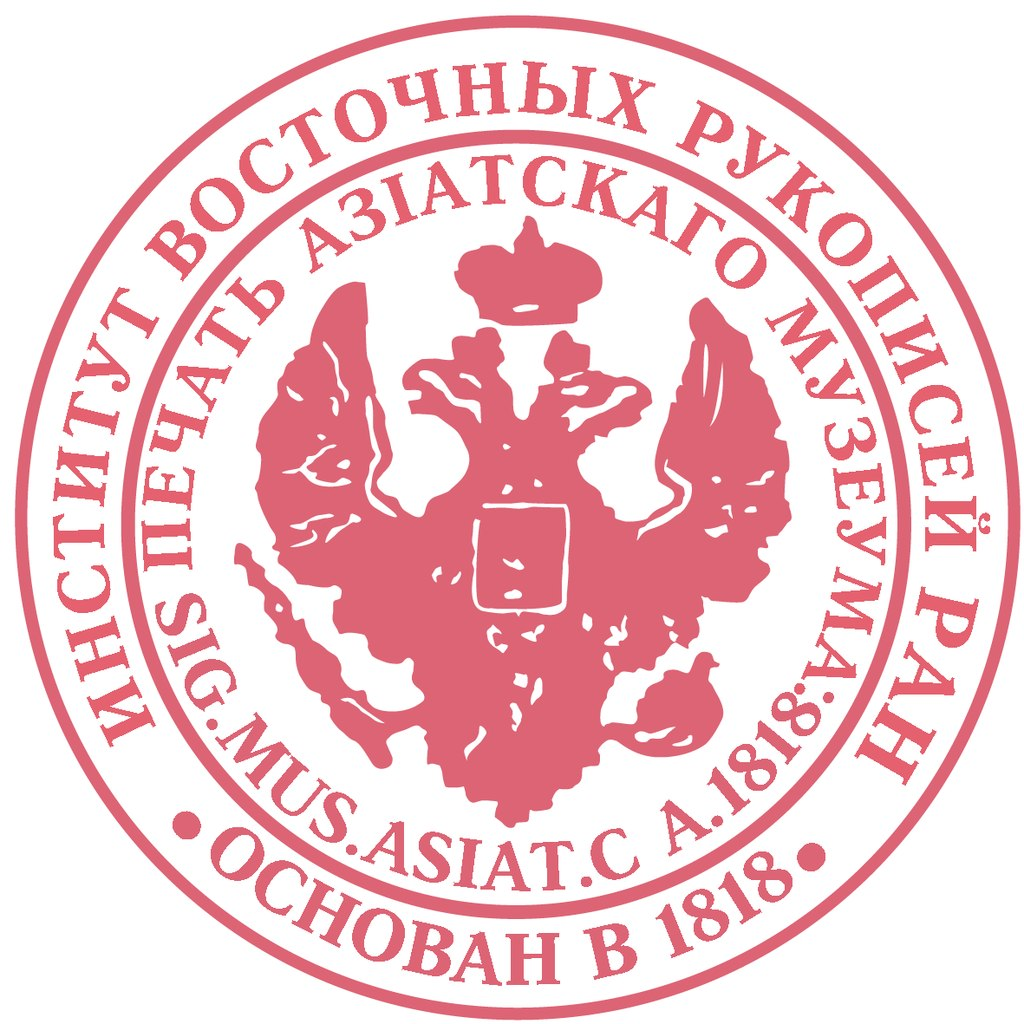 ИНСТИТУТ ВОСТОЧНЫХ РУКОПИСЕЙ РАН
• ОСНОВАН В 1818 •
ПЕЧАТЬ АЗІАТСКАГО МУЗЕУМА:
SIG.MUS.ASIAT.C A.1818: